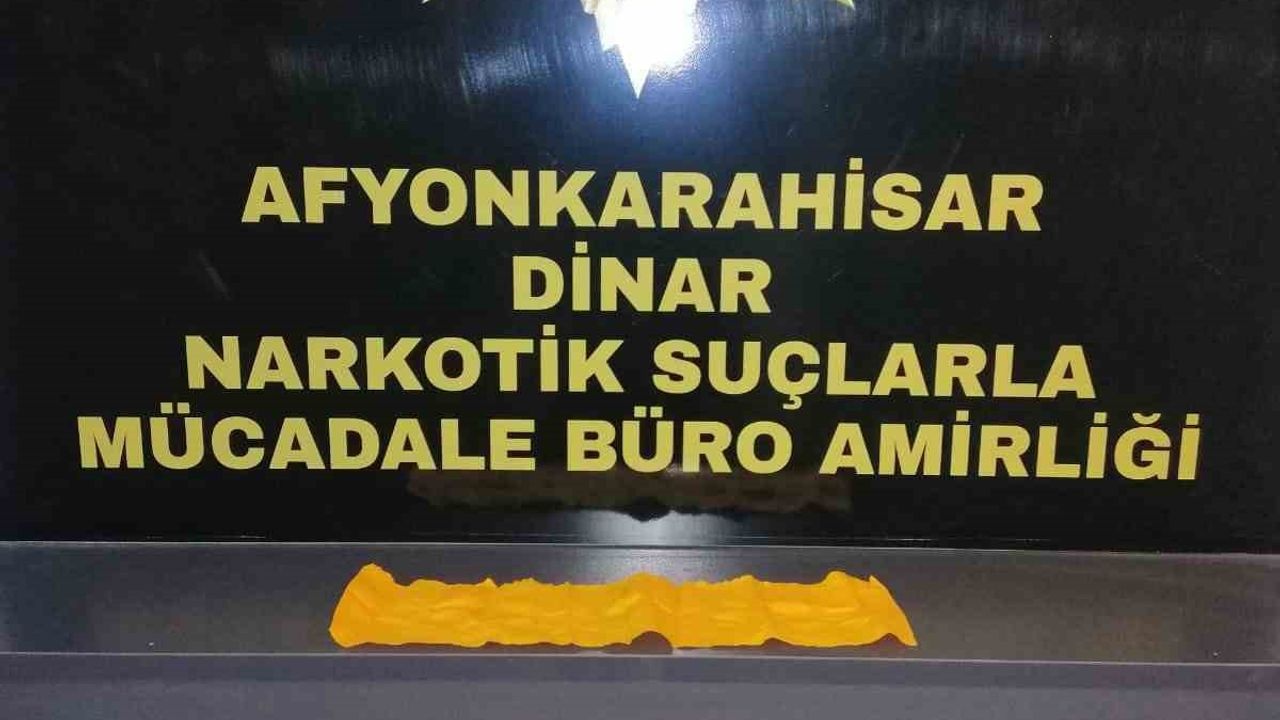 AFYONKARAHİSAR
DİNAR
NARKOTİK SUÇLARLA
MÜCADALE BÜRO AMİRLİĞİ